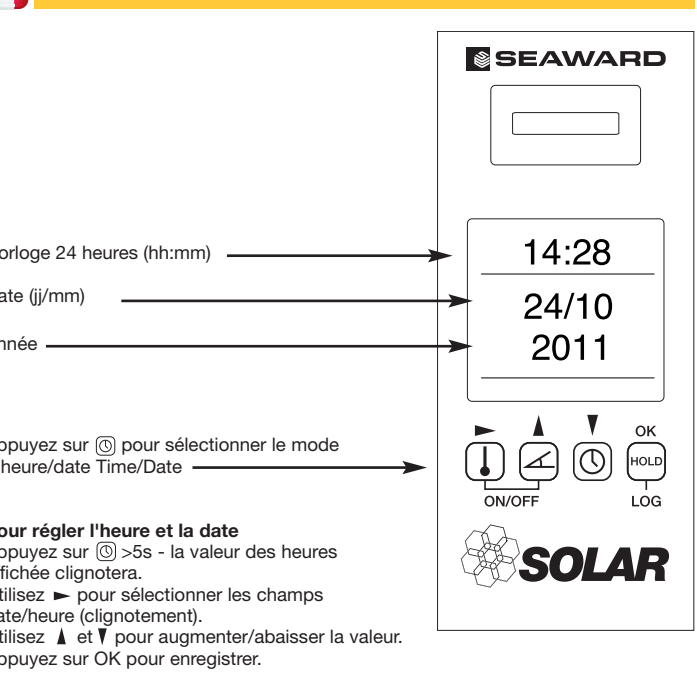 SEAWARD
orloge 24 heures (hh:mm)
14:28
ate (jj/mm)
24/10
nnée
2011
ppuyez sur pour sélectionner le mode
heure/date Time/Date
OK
HOLD
ON/OFF
LOG
SOLAR
our régler l'heure et la date
ppuyez sur >5s - la valeur des heures
fichée clignotera.
tilisez ► pour sélectionner les champs
ate/heure (clignotement).
tilisez ▲ et ▼ pour augmenter/abaisser la valeur.
ppuyez sur OK pour enregistrer.